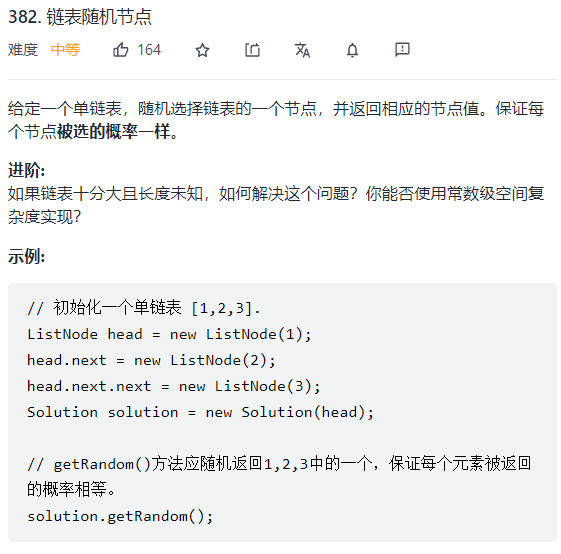 382. 链表随机节点
难度 中等 164
给定一个单链表，随机选择链表的一个节点，并返回相应的节点值。保证每
个节点被选的概率一样。
进阶:
如果链表十分大且长度未知，如何解决这个问题？你能否使用常数级空间复
杂度实现？
示例:
// 初始化一个单链表 [1,2,3].
ListNode head = new ListNode(1);
head.next = new ListNode(2);
head.next.next = new ListNode(3);
Solution solution = new Solution(head);
// getRandom()方法应随机返回1,2,3中的一个，保证每个元素被返回
的概率相等。
solution.getRandom();